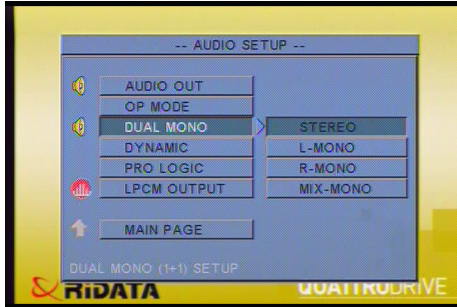 -- AUDIO SETUP --
AUDIO OUT
OP MODE
DUAL MONO
STEREO
DYNAMIC
L-MONO
PRO LOGIC
R-MONO
LPCM OUTPUT
MIX-MONO
MAIN PAGE
DUAL MONO (1+1) SETUP
RiDATA
QUATTRODRIVE